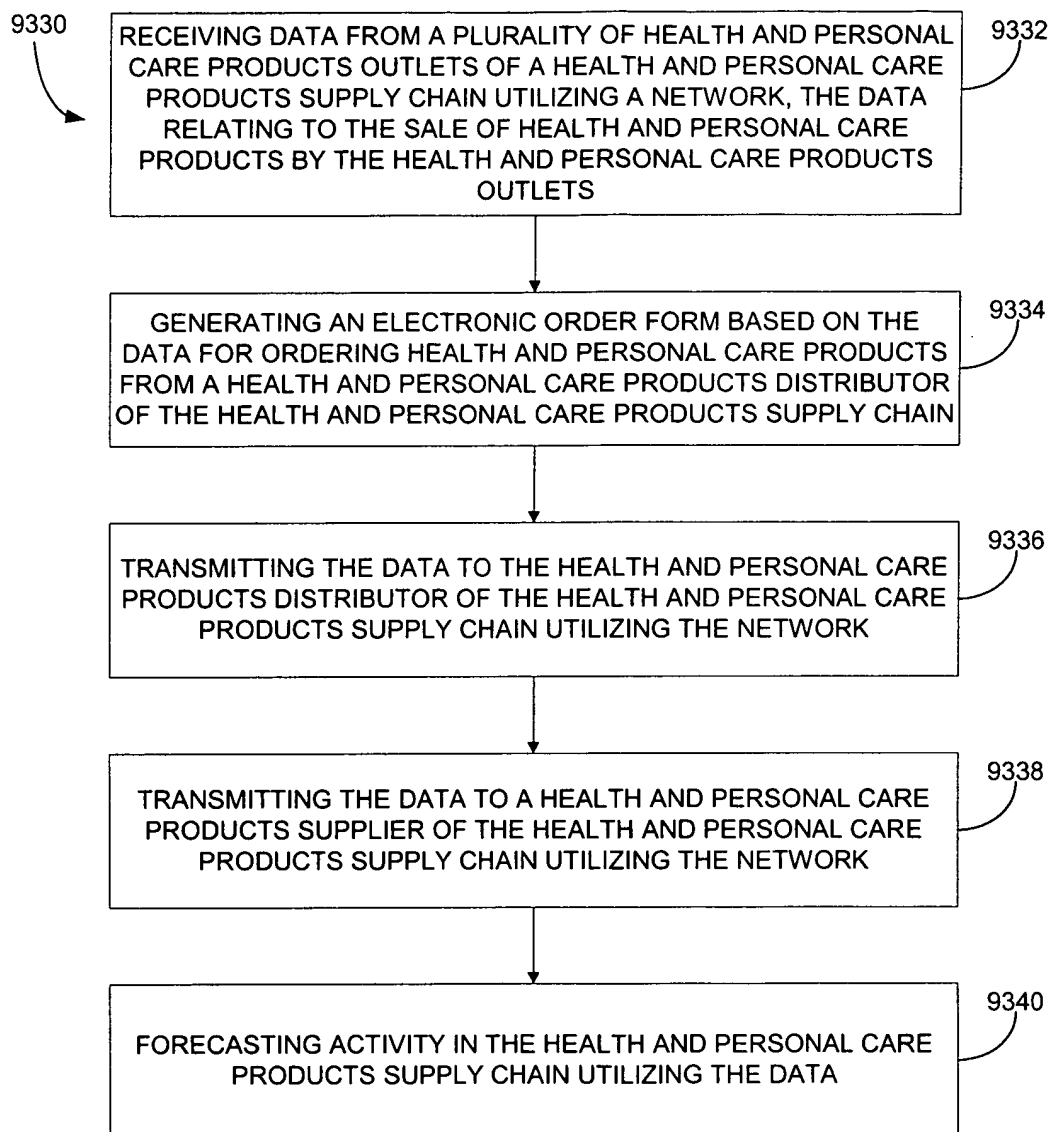 9330
RECEIVING DATA FROM A PLURALITY OF HEALTH AND PERSONAL
CARE PRODUCTS OUTLETS OF A HEALTH AND PERSONAL CARE
PRODUCTS SUPPLY CHAIN UTILIZING A NETWORK, THE DATA
RELATING TO THE SALE OF HEALTH AND PERSONAL CARE
PRODUCTS BY THE HEALTH AND PERSONAL CARE PRODUCTS
OUTLETS
9332
GENERATING AN ELECTRONIC ORDER FORM BASED ON THE
DATA FOR ORDERING HEALTH AND PERSONAL CARE PRODUCTS
FROM A HEALTH AND PERSONAL CARE PRODUCTS DISTRIBUTOR
OF THE HEALTH AND PERSONAL CARE PRODUCTS SUPPLY CHAIN
9334
TRANSMITTING THE DATA TO THE HEALTH AND PERSONAL CARE
PRODUCTS DISTRIBUTOR OF THE HEALTH AND PERSONAL CARE
PRODUCTS SUPPLY CHAIN UTILIZING THE NETWORK
9336
TRANSMITTING THE DATA TO A HEALTH AND PERSONAL CARE
PRODUCTS SUPPLIER OF THE HEALTH AND PERSONAL CARE
PRODUCTS SUPPLY CHAIN UTILIZING THE NETWORK
9338
FORECASTING ACTIVITY IN THE HEALTH AND PERSONAL CARE
PRODUCTS SUPPLY CHAIN UTILIZING THE DATA
9340